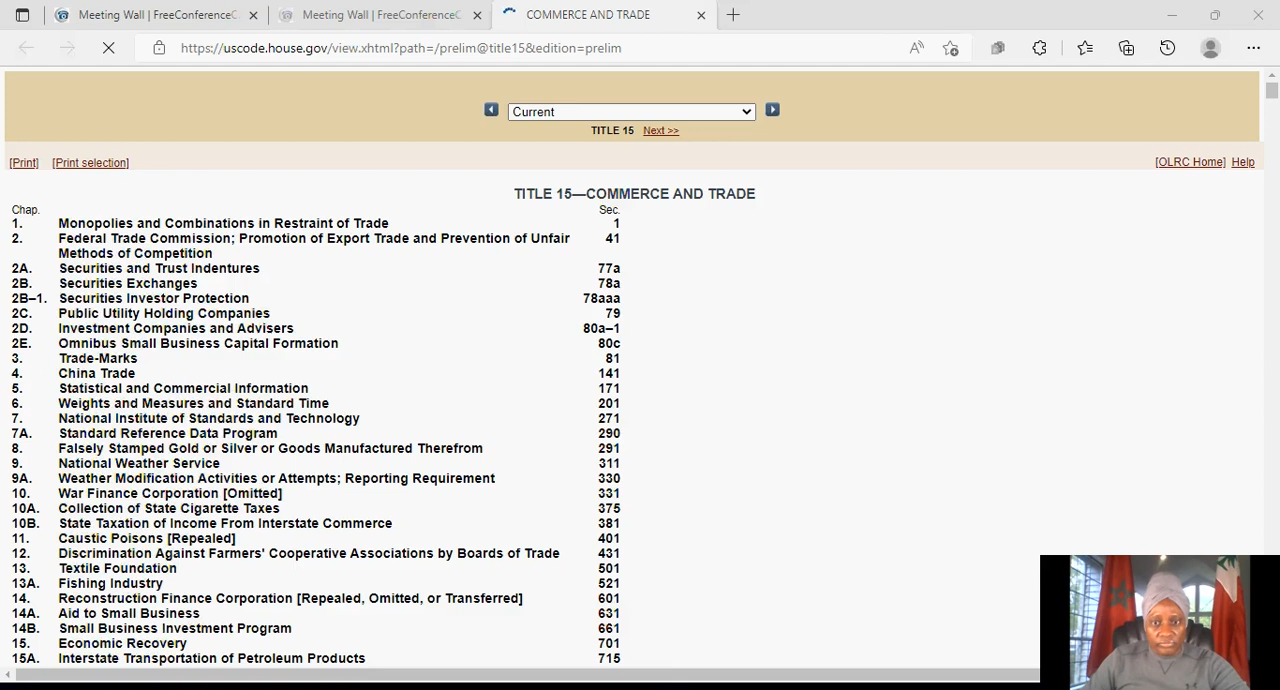 Meeting Wall | FreeConferenceC
Meeting Wall | FreeConferenceC
COMMERCE AND TRADE
https://uscode.house.gov/view.xhtml?path=/prelim@title15&edition=prelim
Current
TITLE 15 Next >>
[Print] [Print selection] [OLRC Home] Help
TITLE 15—COMMERCE AND TRADE
Chap. Sec.
1. Monopolies and Combinations in Restraint of Trade 1
2. Federal Trade Commission; Promotion of Export Trade and Prevention of Unfair 41
Methods of Competition
2A. Securities and Trust Indentures 77a
2B. Securities Exchanges 78a
2B–1. Securities Investor Protection 78aaa
2C. Public Utility Holding Companies 79
2D. Investment Companies and Advisers 80a–1
2E. Omnibus Small Business Capital Formation 80c
3. Trade-Marks 81
4. China Trade 141
5. Statistical and Commercial Information 171
6. Weights and Measures and Standard Time 201
7. National Institute of Standards and Technology 271
7A. Standard Reference Data Program 290
8. Falsely Stamped Gold or Silver or Goods Manufactured Therefrom 291
9. National Weather Service 311
9A. Weather Modification Activities or Attempts; Reporting Requirement 330
10. War Finance Corporation [Omitted] 331
10A. Collection of State Cigarette Taxes 375
10B. State Taxation of Income From Interstate Commerce 381
11. Caustic Poisons [Repealed] 401
12. Discrimination Against Farmers' Cooperative Associations by Boards of Trade 431
13. Textile Foundation 501
13A. Fishing Industry 521
14. Reconstruction Finance Corporation [Repealed, Omitted, or Transferred] 601
14A. Aid to Small Business 631
14B. Small Business Investment Program 661
15. Economic Recovery 701
15A. Interstate Transportation of Petroleum Products 715